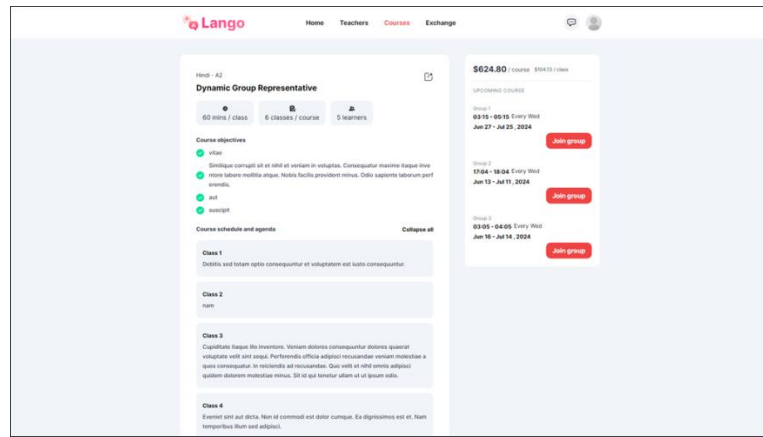 Lango
Home Teachers Courses Exchange
Hindi - A2
Dynamic Group Representative
60 mins / class
6 classes / course
5 learners
Course objectives
vitae
Similique corrupti sit et nihil et veniam in voluptas. Consequatur maxime itaque inve
ntore labore mollitia atque. Nobis facilis provident minus. Odio sapiente laborum perf
erendis.
aut
suscipit
Course schedule and agenda Collapse all
Class 1
Debitis sed totam optio consequuntur et voluptatem est iusto consequuntur.
Class 2
nam
Class 3
Cupiditate itaque illo inventore. Veniam dolores consequuntur dolores quaerat
voluptate velit sint sequi. Perferendis officia adipisci recusandae veniam molestiae a
quos consequatur. In reiciendis ad recusandae. Quo velit et nihil omnis adipisci
quidem dolorem molestiae minus. Sit id qui tenetur ullam ut ut ipsum odio.
Class 4
Eveniet sint aut dicta. Non id commodi est dolor cumque. Ea dignissimos est et. Nam
temporibus illum sed adipisci.
$624.80 / course $104.13 / class
UPCOMING COURSE
Group 1
03:15 - 05:15 Every Wed
Jun 27 - Jul 25, 2024
Join group
Group 2
17:04 - 18:04 Every Wed
Jun 13 - Jul 11, 2024
Join group
Group 3
03:05 - 04:05 Every Wed
Jun 16 - Jul 14, 2024
Join group